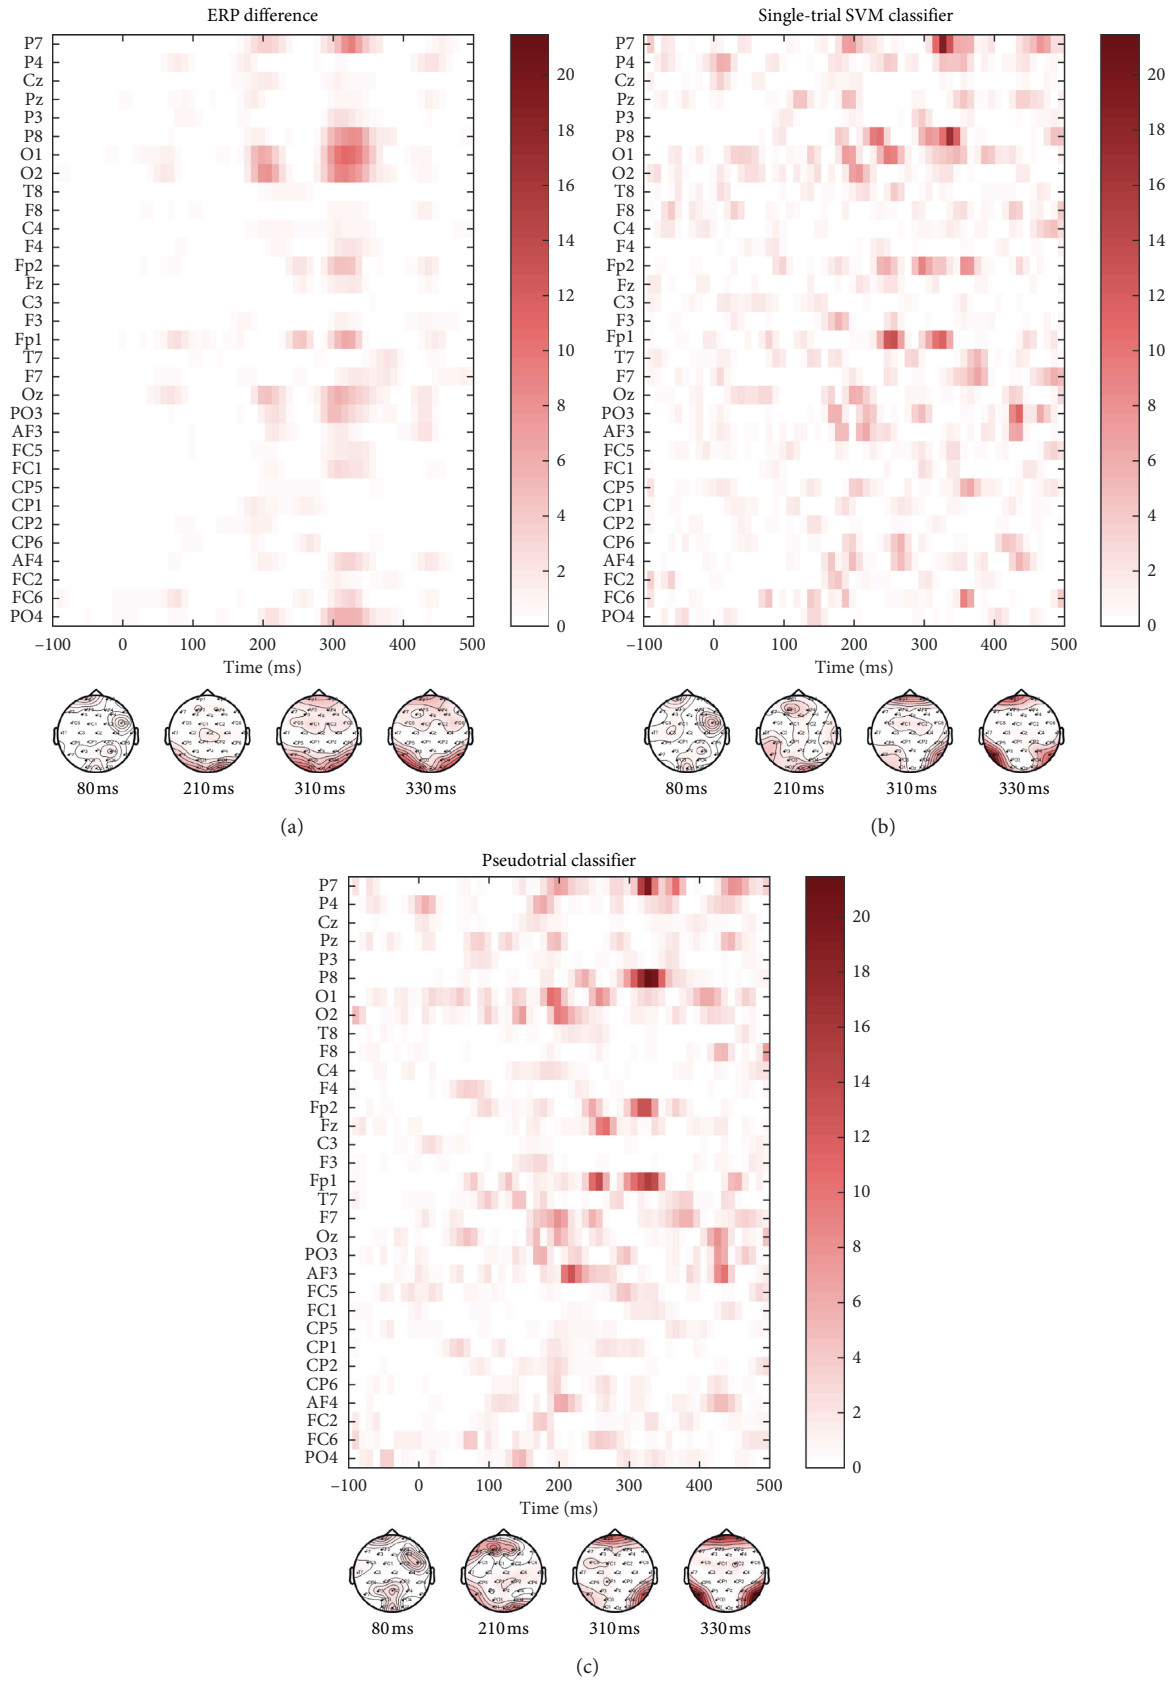 ERP difference
P7
P4
Cz
Pz
P3
P8
O1
O2
T8
F8
C4
F4
Fp2
Fz
C3
F3
Fp1
T7
F7
Oz
PO3
AF3
FC5
FC1
CP5
CP1
CP2
CP6
AF4
FC2
FC6
PO4
−100 0 100 200 300 400 500
Time (ms)
20
18
16
14
12
10
8
6
4
2
0
80 ms 210 ms 310 ms 330 ms
(a)
Single-trial SVM classifier
P7
P4
Cz
Pz
P3
P8
O1
O2
T8
F8
C4
F4
Fp2
Fz
C3
F3
Fp1
T7
F7
Oz
PO3
AF3
FC5
FC1
CP5
CP1
CP2
CP6
AF4
FC2
FC6
PO4
−100 0 100 200 300 400 500
Time (ms)
20
18
16
14
12
10
8
6
4
2
0
80 ms 210 ms 310 ms 330 ms
(b)
Pseudotrial classifier
P7
P4
Cz
Pz
P3
P8
O1
O2
T8
F8
C4
F4
Fp2
Fz
C3
F3
Fp1
T7
F7
Oz
PO3
AF3
FC5
FC1
CP5
CP1
CP2
CP6
AF4
FC2
FC6
PO4
−100 0 100 200 300 400 500
Time (ms)
20
18
16
14
12
10
8
6
4
2
0
80 ms 210 ms 310 ms 330 ms
(c)